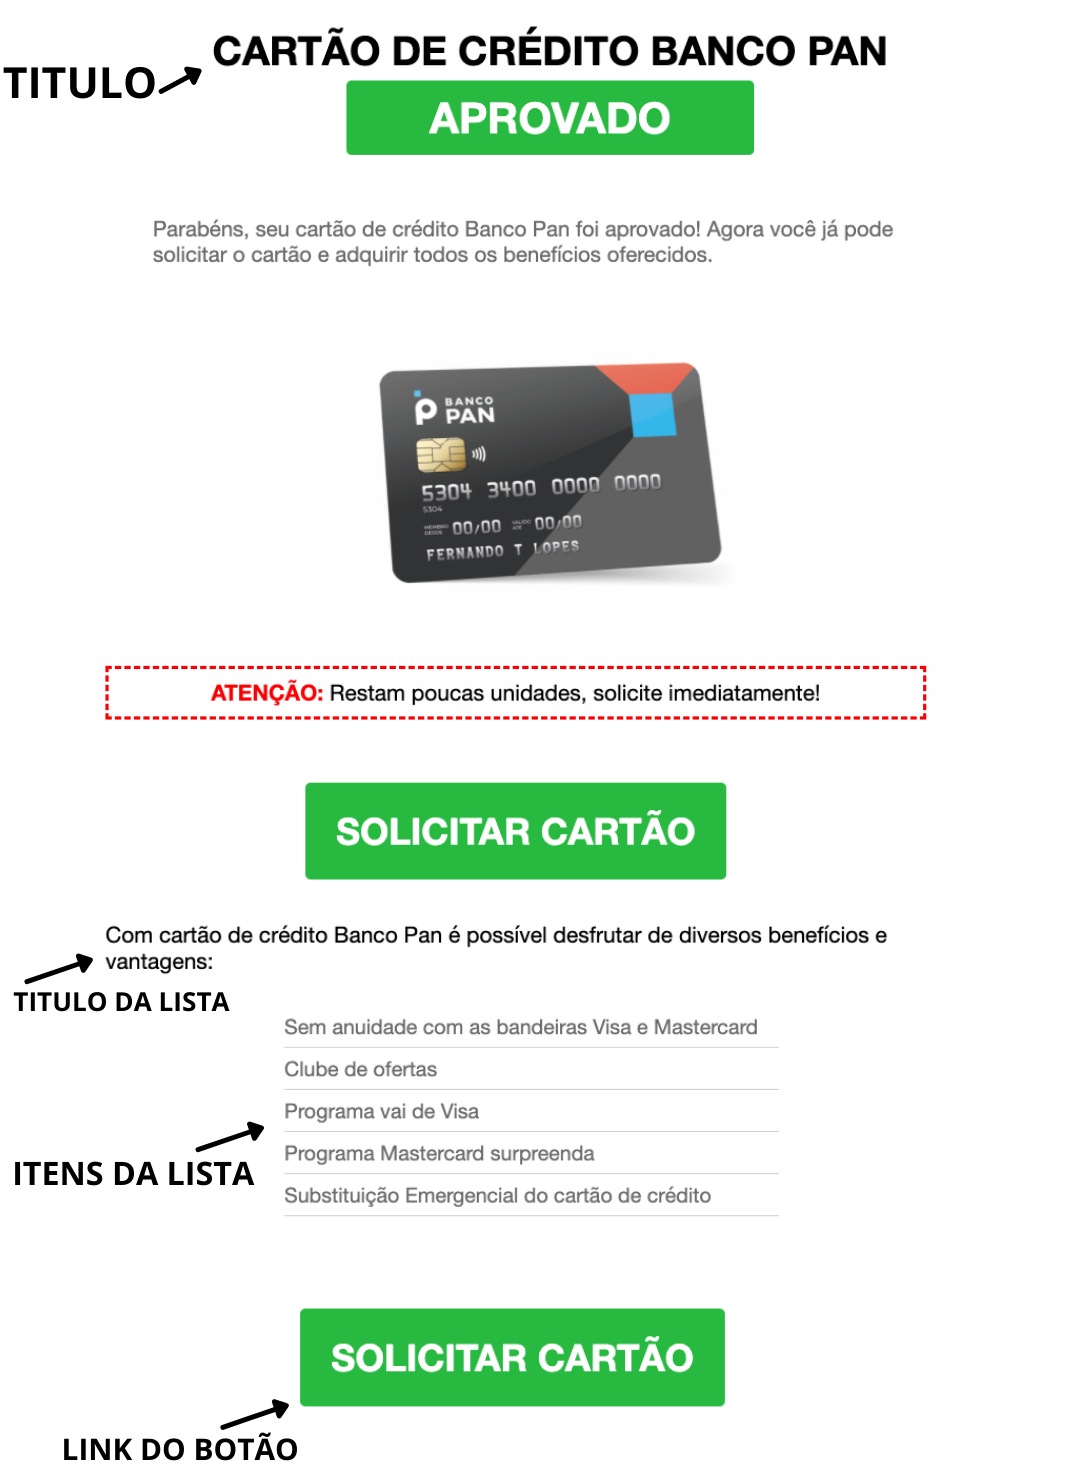 CARTÃO DE CRÉDITO BANCO PAN
TITULO
APROVADO
Parabéns, seu cartão de crédito Banco Pan foi aprovado! Agora você já pode
solicitar o cartão e adquirir todos os benefícios oferecidos.
BANCO
PAN
5304 3400 0000 0000
5304
MEMBRO
DESDE
00/00
VALIDO
ATÉ
00/00
FERNANDO T LOPES
ATENÇÃO: Restam poucas unidades, solicite imediatamente!
SOLICITAR CARTÃO
Com cartão de crédito Banco Pan é possível desfrutar de diversos benefícios e
vantagens:
TITULO DA LISTA
Sem anuidade com as bandeiras Visa e Mastercard
Clube de ofertas
Programa vai de Visa
Programa Mastercard surpreenda
ITENS DA LISTA
Substituição Emergencial do cartão de crédito
SOLICITAR CARTÃO
LINK DO BOTÃO